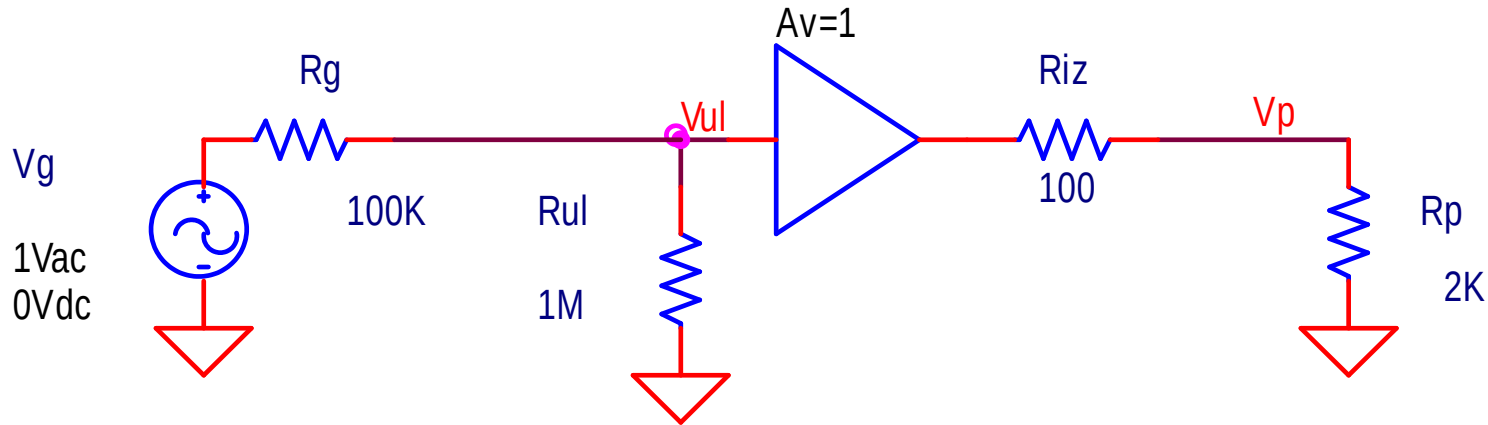 Av=1
Rg
Riz
Vul
Vp
Vg
100K
Rul
100
Rp
1Vac
0Vdc
1M
2K